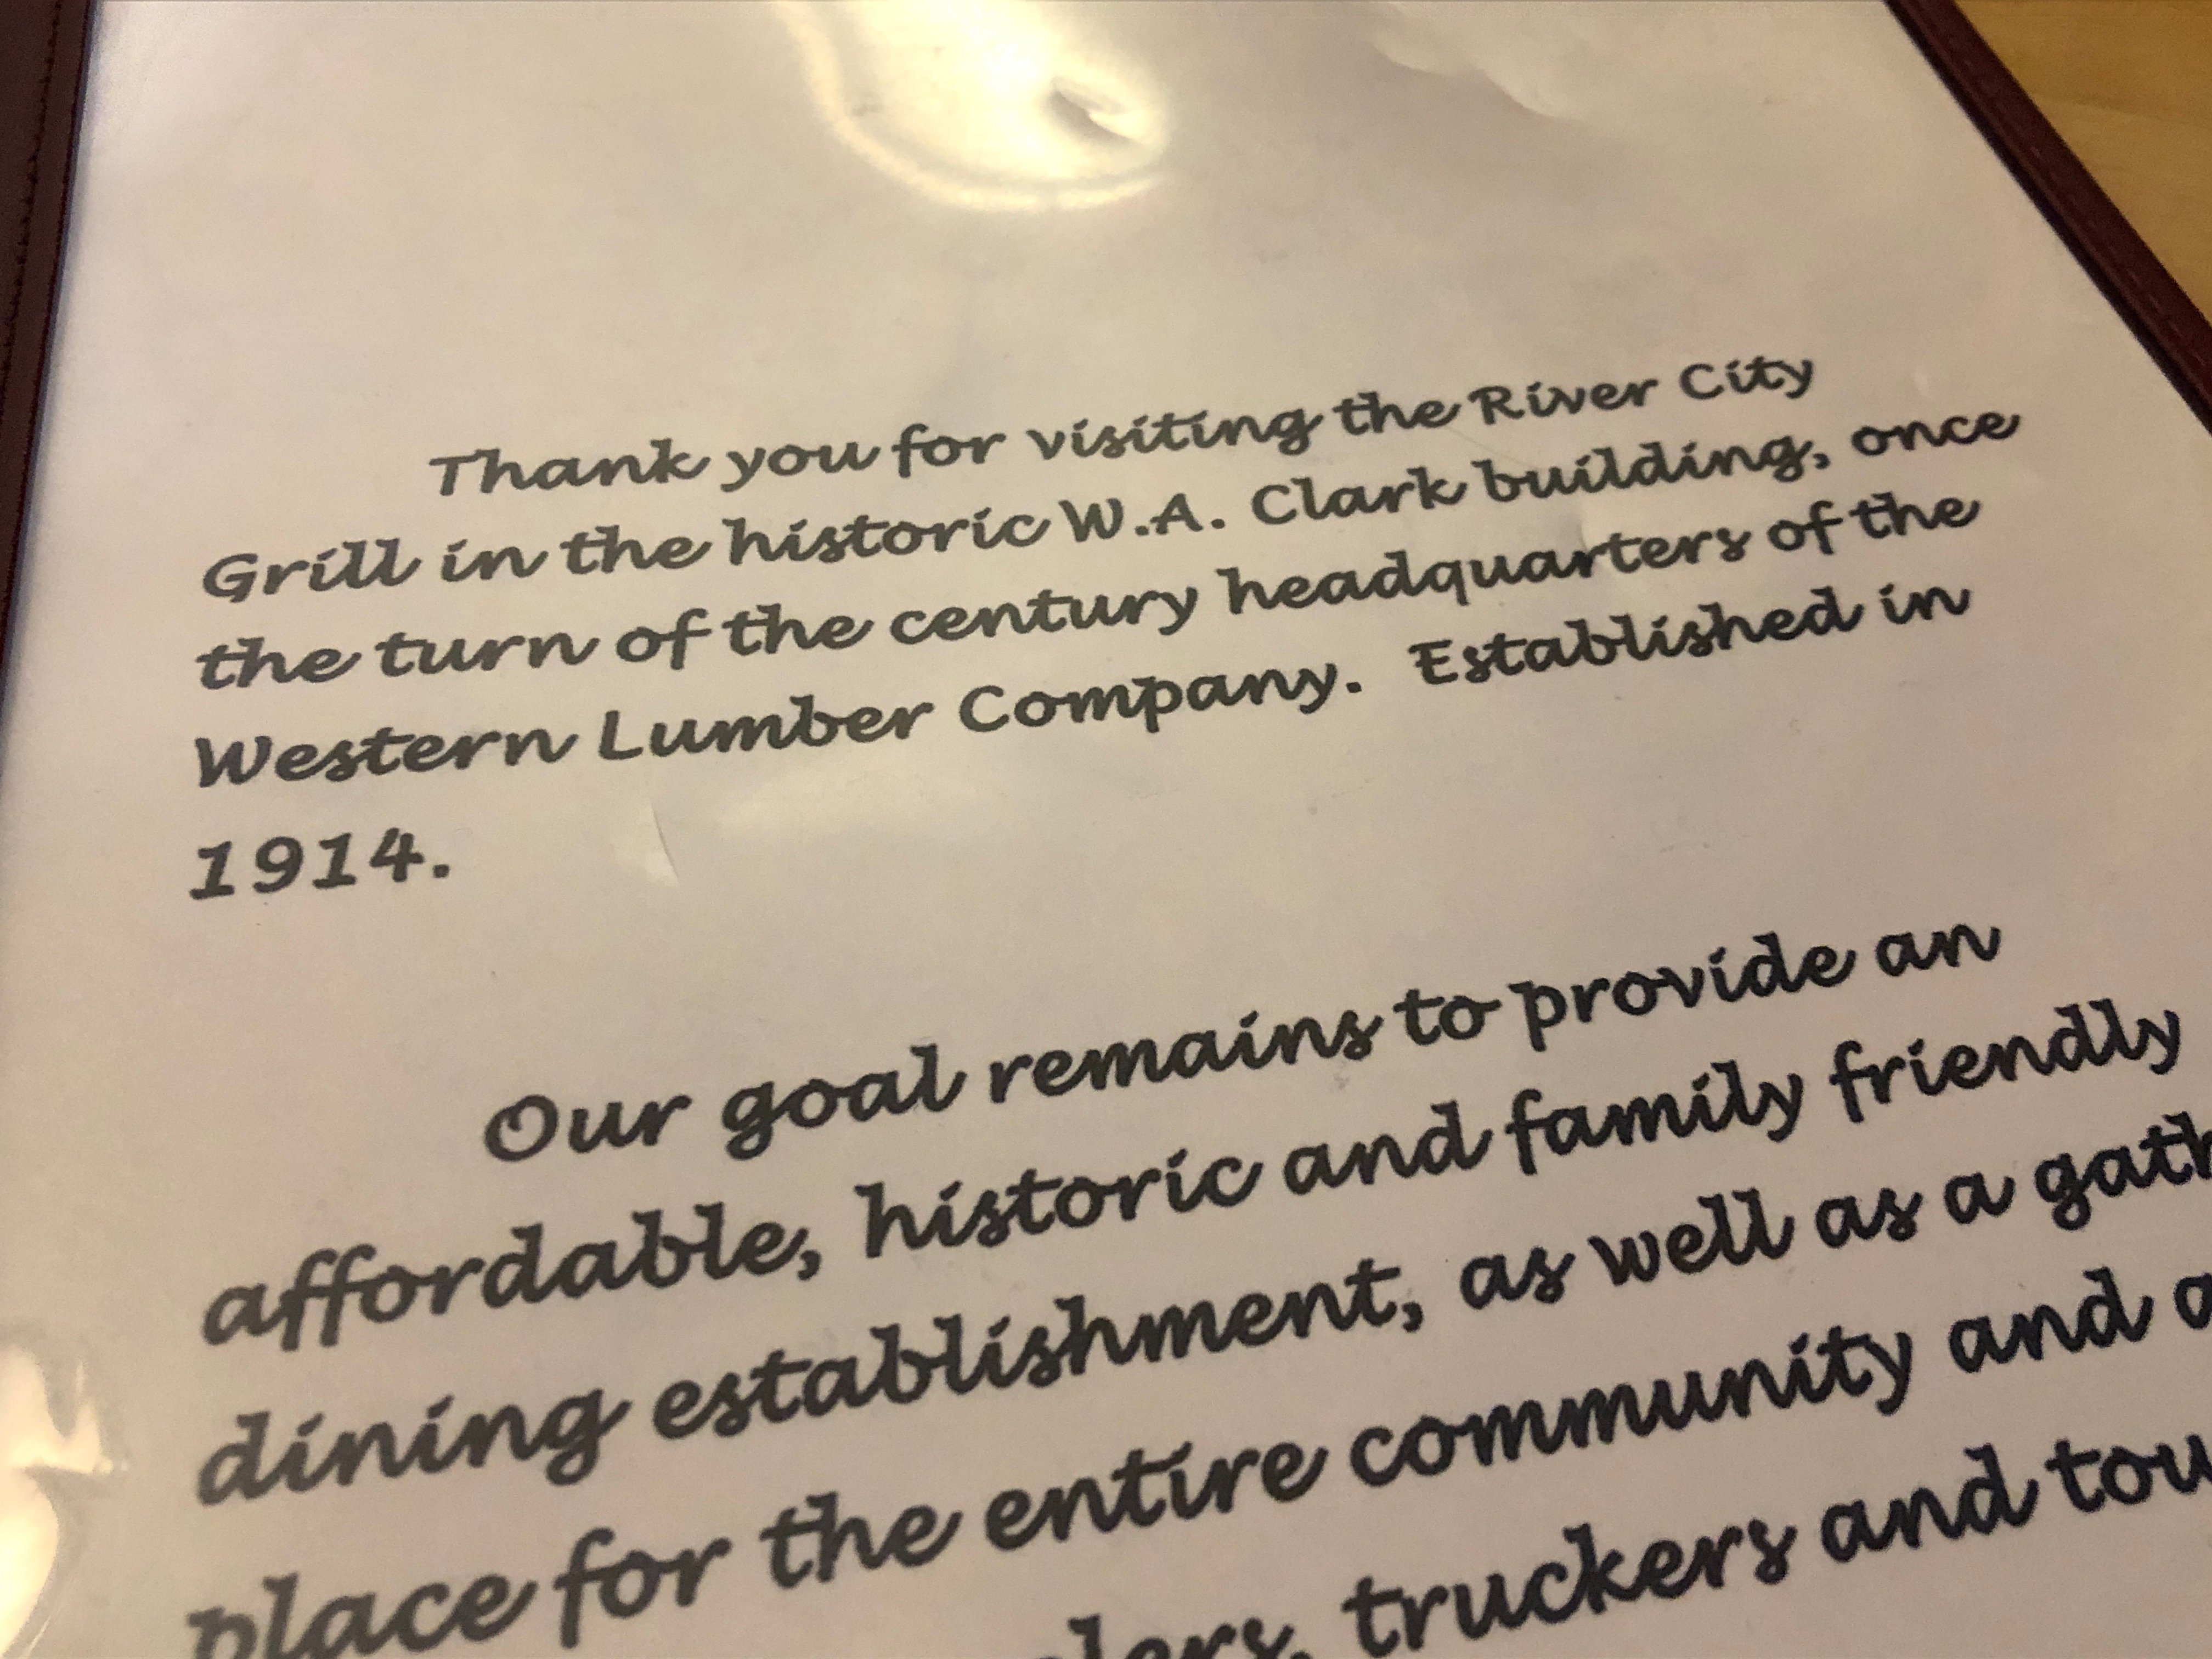 Thank you for visiting the River City
Grill in the historic W.A. Clark building, once
the turn of the century headquarters of the
Western Lumber Company. Established in
1914.
Our goal remains to provide an
affordable, historic and family friendly
dining establishment, as well as a
place for the entire community and
truckers and